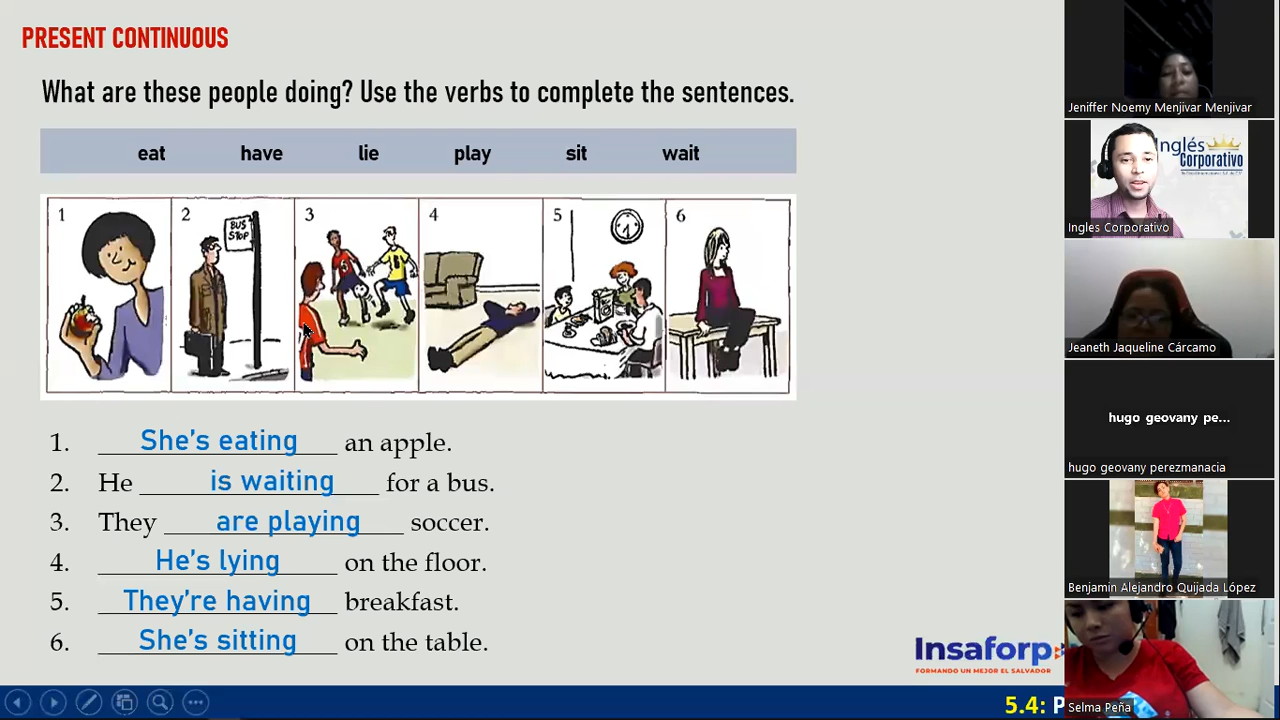 PRESENT CONTINUOUS
What are these people doing? Use the verbs to complete the sentences.
eat have lie play sit wait
1 2 3 4 5 6
BUS
STOP
1. She's eating an apple.
2. He is waiting for a bus.
3. They are playing soccer.
4. He's lying on the floor.
5. They're having breakfast.
6. She's sitting on the table.
Insaforp
FORMANDO UN MEJOR EL SALVADOR
5.4: P
Jeniffer Noemy Menjivar Menjivar
Inglés
Corporativo
Ingles Corporativo
Jeaneth Jaqueline Cárcamo
hugo geovany pe...
hugo geovany perezmanacia
Benjamin Alejandro Quijada López
Selma Peña